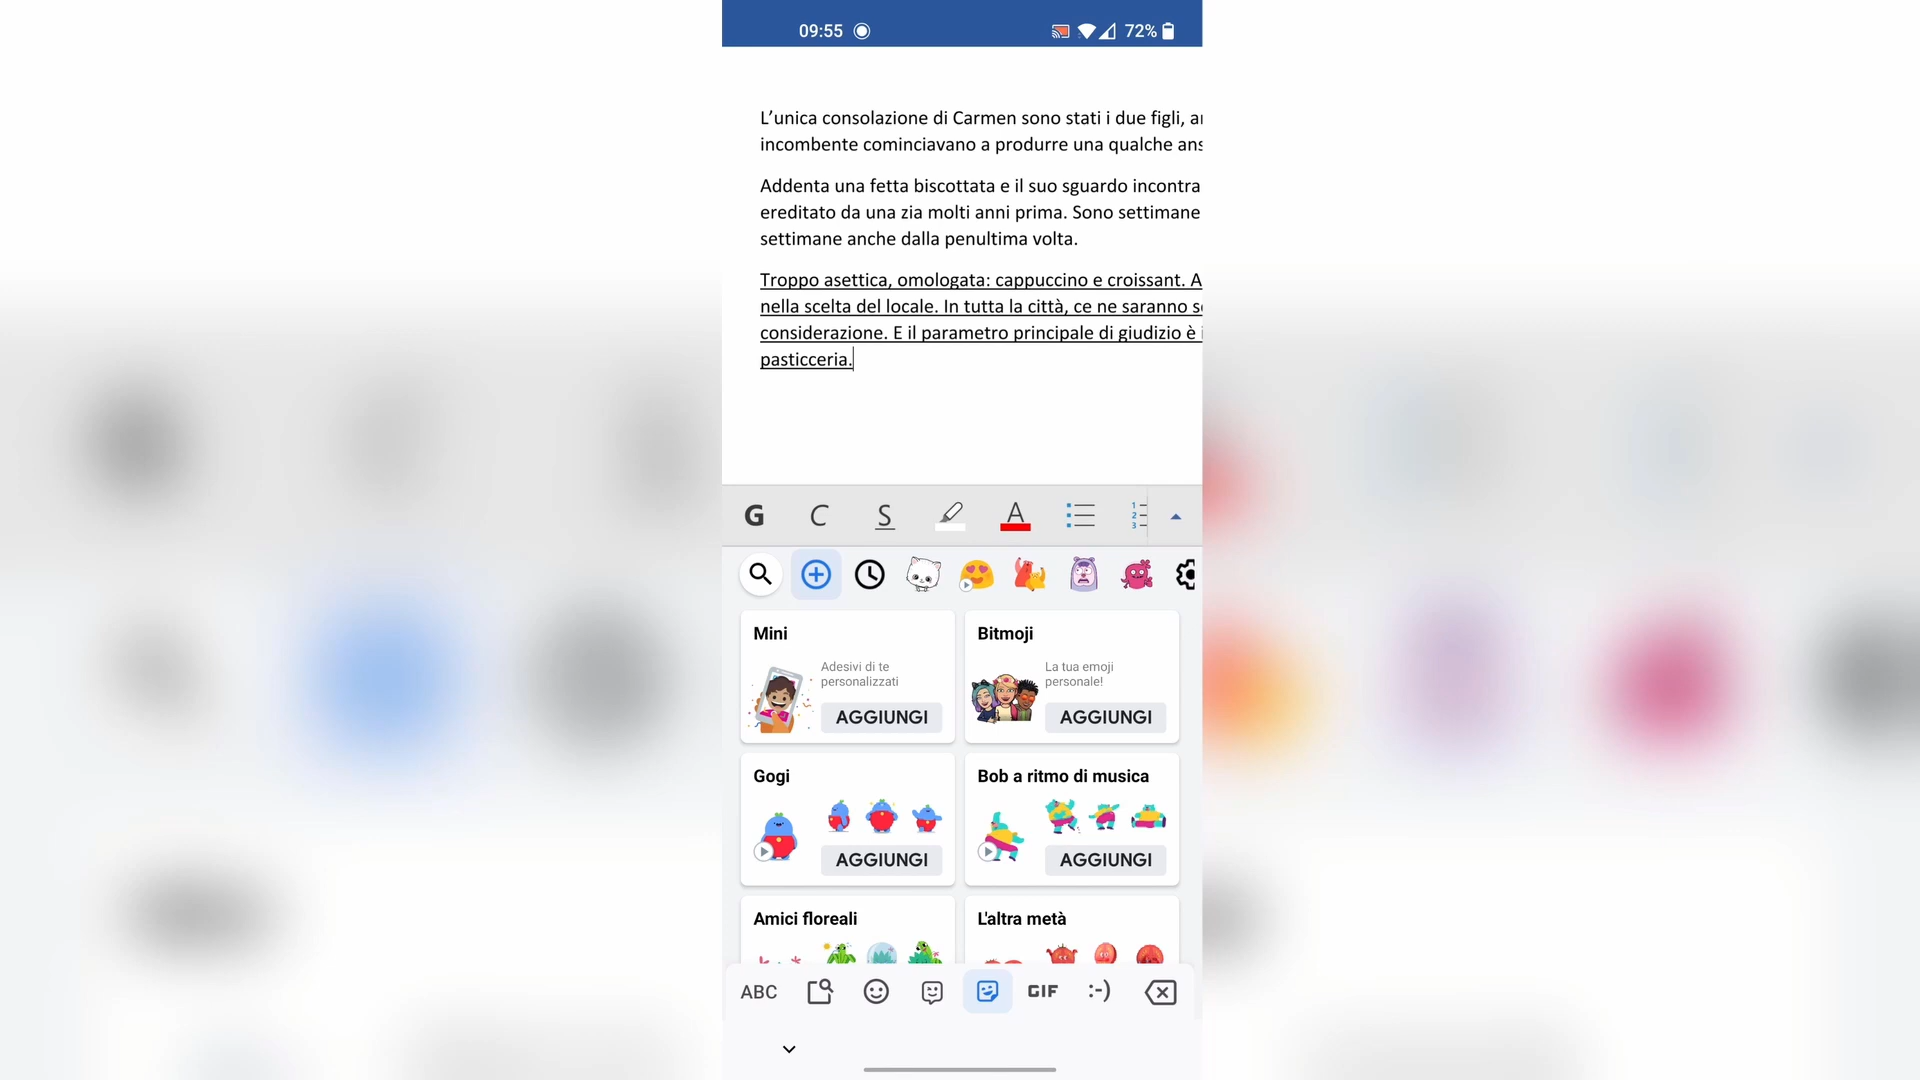 09:55
72%
L’unica consolazione di Carmen sono stati i due figli,
incombente cominciavano a produrre una qualche
Addenta una fetta biscottata e il suo sguardo incontra
ereditato da una zia molti anni prima. Sono settimane
settimane anche dalla penultima volta.
Troppo asettica, omologata: cappuccino e croissant. A
nella scelta del locale. In tutta la città, ce ne saranno
considerazione. E il parametro principale di giudizio è
pasticceria.
G C S A 1 2 3
Mini
Adesivi di te
personalizzati
AGGIUNGI
Bitmoji
La tua emoji
personale!
AGGIUNGI
Gogi
AGGIUNGI
Bob a ritmo di musica
AGGIUNGI
Amici floreali
L'altra metà
ABC GIF :-)